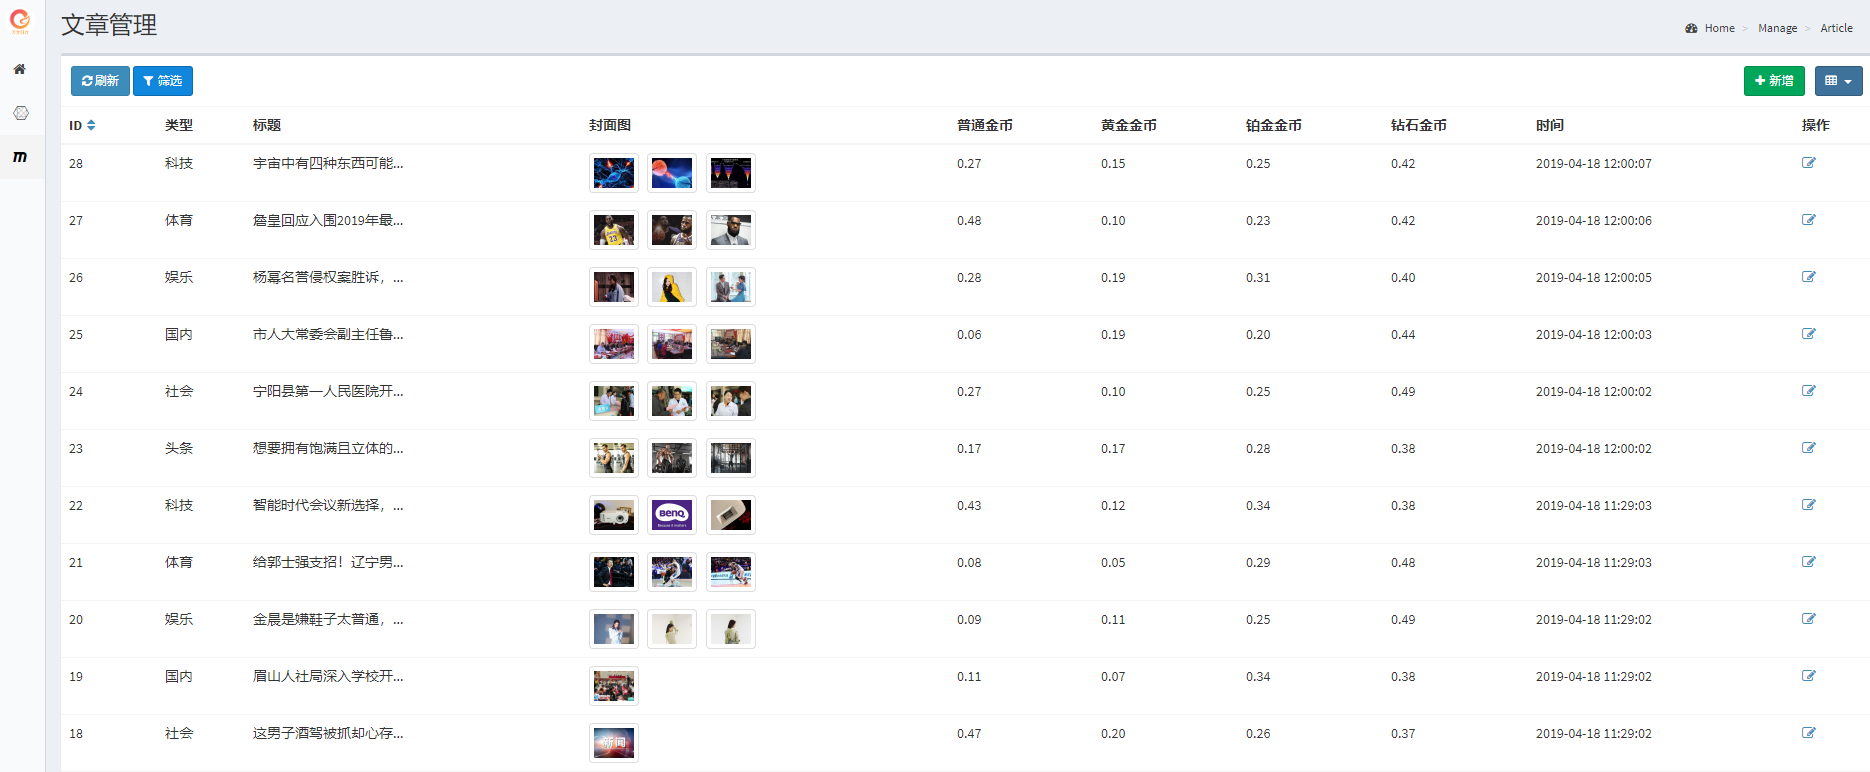 文章管理
Home > Manage > Article
刷新 筛选 新增
ID 类型 标题 封面图 普通金币 黄金金币 铂金金币 钻石金币 时间 操作
28 科技 宇宙中有四种东西可能... 0.27 0.15 0.25 0.42 2019-04-18 12:00:07
27 体育 詹皇回应入围2019年最... 0.48 0.10 0.23 0.42 2019-04-18 12:00:06
26 娱乐 杨幂名誉侵权案胜诉，... 0.28 0.19 0.31 0.40 2019-04-18 12:00:05
25 国内 市人大常委会副主任鲁... 0.06 0.19 0.20 0.44 2019-04-18 12:00:03
24 社会 宁阳县第一人民医院开... 0.27 0.10 0.25 0.49 2019-04-18 12:00:02
23 头条 想要拥有饱满且立体的... 0.17 0.17 0.28 0.38 2019-04-18 12:00:02
22 科技 智能时代会议新选择，... BenQ 0.43 0.12 0.34 0.38 2019-04-18 11:29:03
21 体育 给郭士强支招！辽宁男... 0.08 0.05 0.29 0.48 2019-04-18 11:29:03
20 娱乐 金晨是嫌鞋子太普通，... 0.09 0.11 0.25 0.49 2019-04-18 11:29:02
19 国内 眉山人社局深入学校开... 0.11 0.07 0.34 0.38 2019-04-18 11:29:02
18 社会 这男子酒驾被抓却心存... 新闻 0.47 0.20 0.26 0.37 2019-04-18 11:29:02